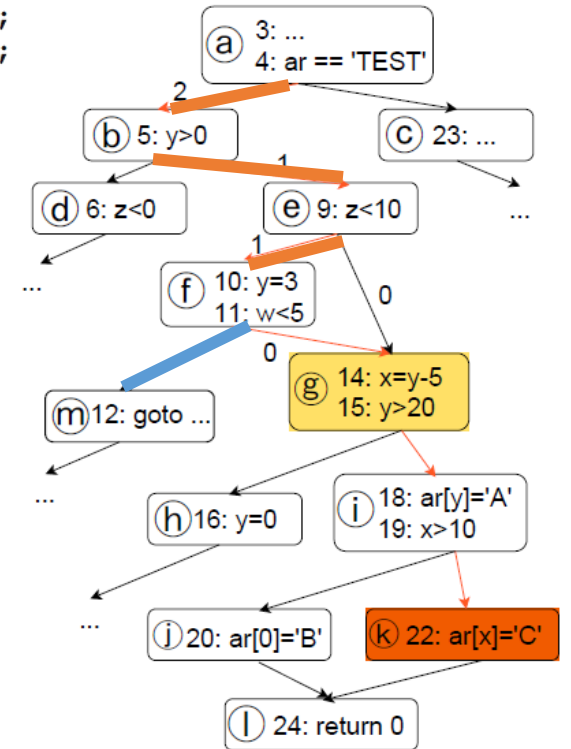 ;
;
a
3: ...
4: ar == 'TEST'
2
b 5: y>0
c 23: ...
1
d 6: z<0
e 9: z<10
...
...
1
f
10: y=3
11: w<5
0
0
g
14: x=y-5
15: y>20
m 12: goto ...
...
h 16: y=0
i
18: ar[y]='A'
19: x>10
...
j 20: ar[0]='B'
k 22: ar[x]='C'
l 24: return 0